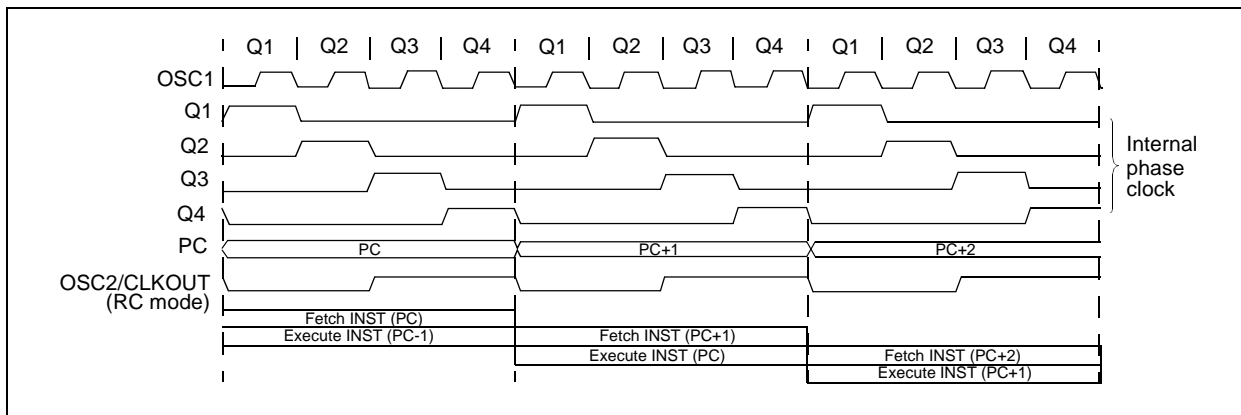 Q1 Q2 Q3 Q4 Q1 Q2 Q3 Q4 Q1 Q2 Q3 Q4
OSC1
Q1
Q2
Q3
Q4
PC
PC PC+1 PC+2
OSC2/CLKOUT
(RC mode)
Internal
phase
clock
Fetch INST (PC)
Execute INST (PC-1) Fetch INST (PC+1)
Execute INST (PC) Fetch INST (PC+2)
Execute INST (PC+1)